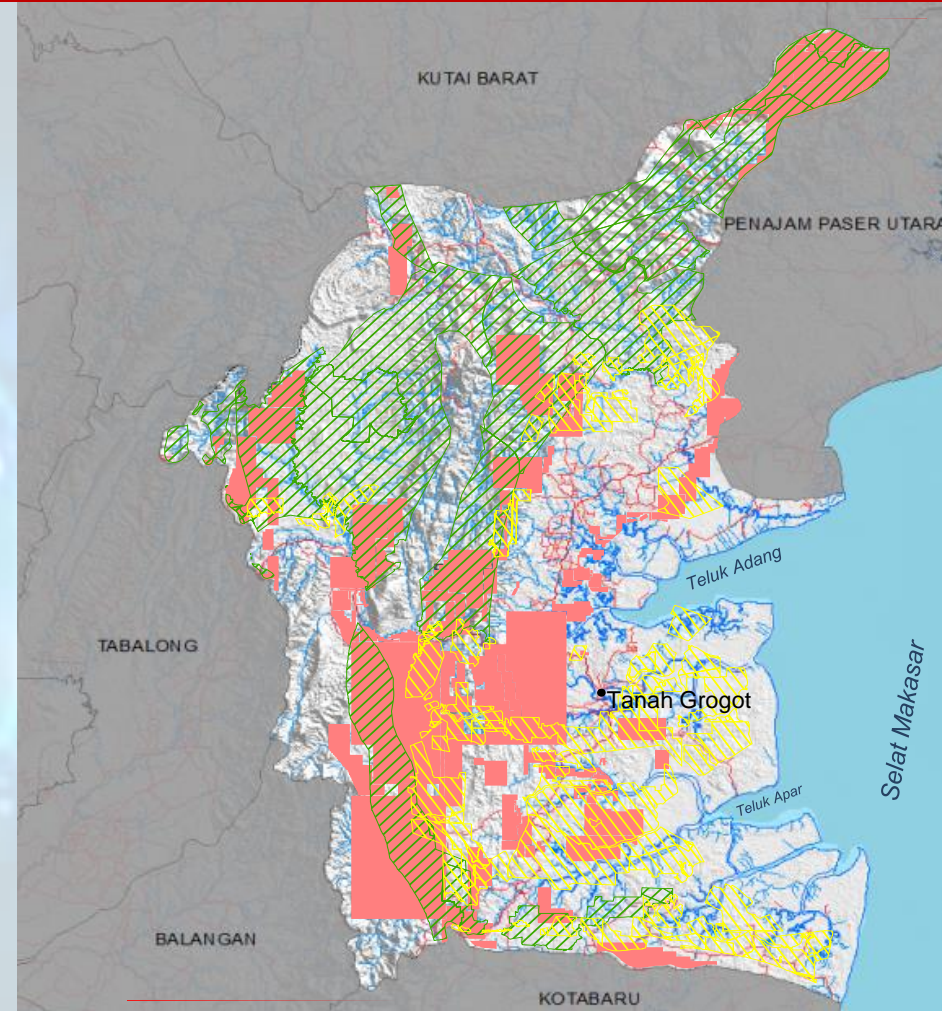 KUTAI BARAT
PENAJAM PASER UTARA
Teluk Adang
TABALONG
Tanah Grogot
Selat Makasar
Teluk Apar
BALANGAN
KOTABARU